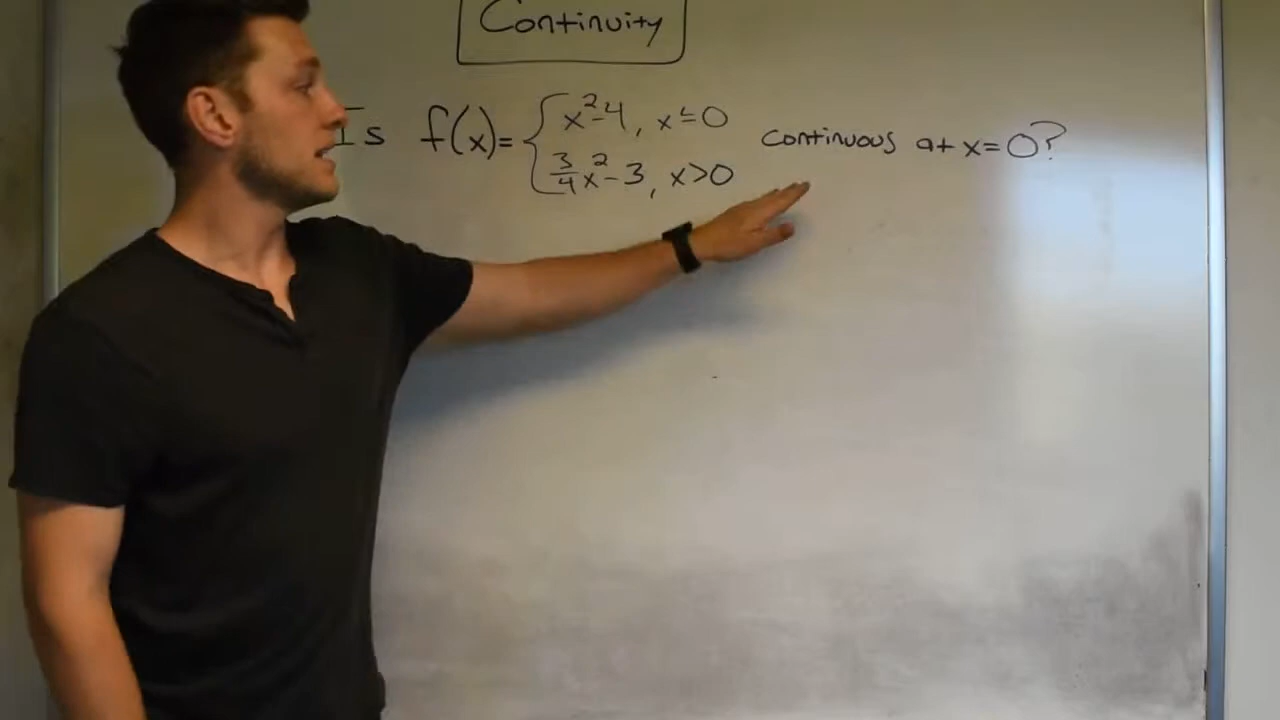 Continuity
Is f(x)= { x²-4, x≤0 continuous at x=0?
3/4x²-3, x>0